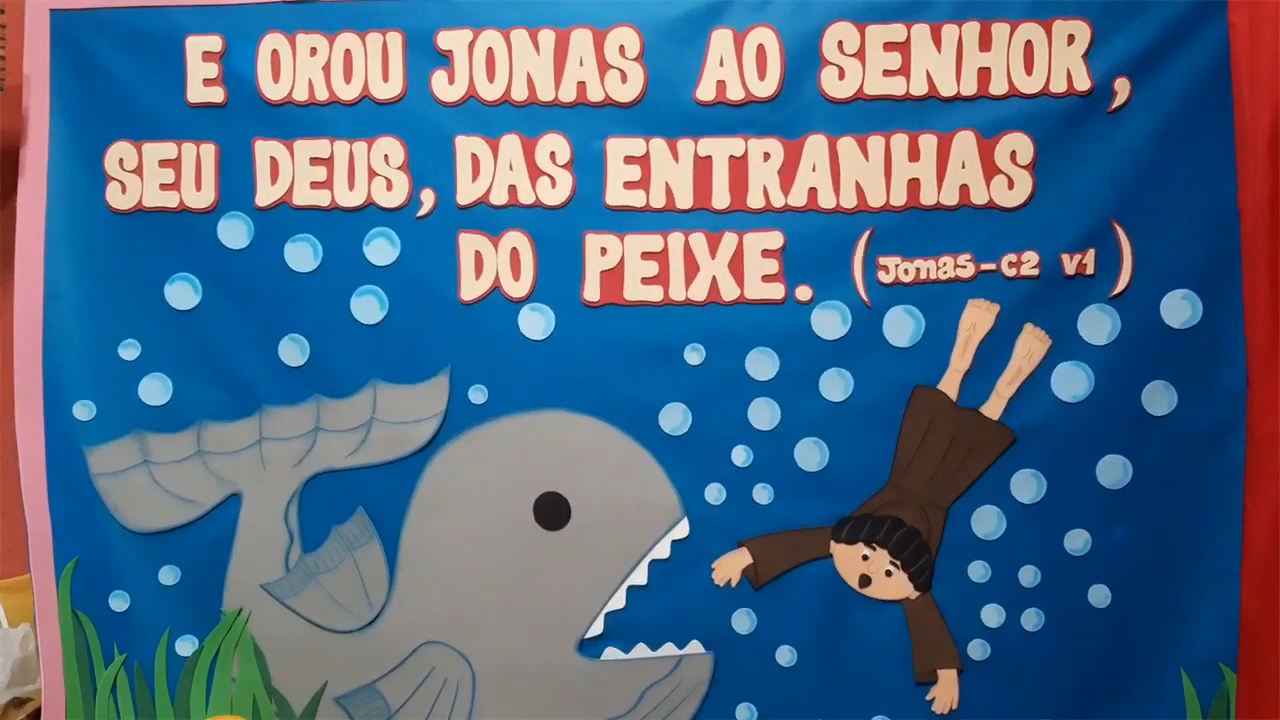 E OROU JONAS AO SENHOR,
SEU DEUS, DAS ENTRANHAS
DO PEIXE. (Jonas-C2 v1)